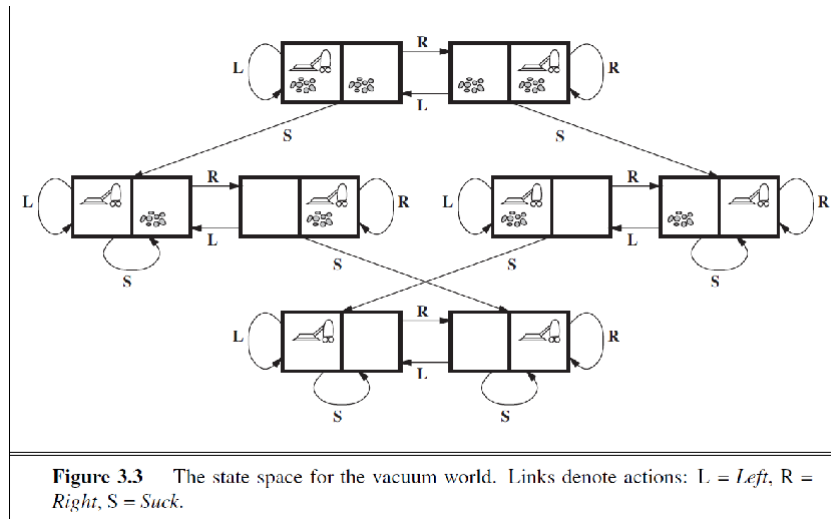 R
L
R
L
S
S
R
R
L
R
L
R
L
L
S
S
S
S
R
L
R
L
S
S
Figure 3.3 The state space for the vacuum world. Links denote actions: L = Left, R =
Right, S = Suck.